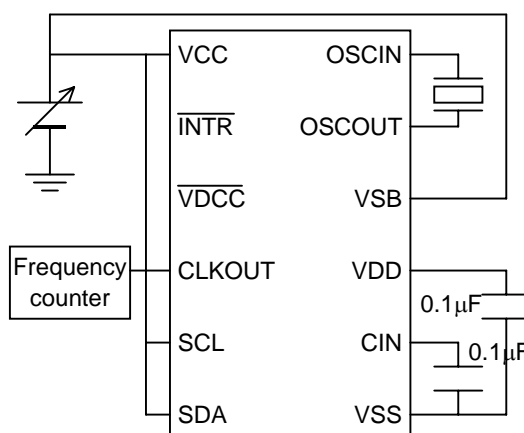 VCC
OSCIN
INTR
OSCOUT
VDCC
VSB
Frequency
counter
CLKOUT
VDD
0.1μF
SCL
CIN
0.1μF
SDA
VSS